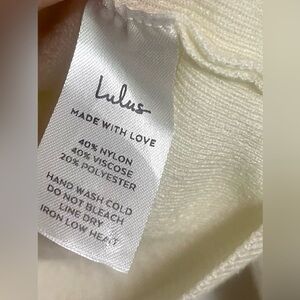 Lulus
MADE WITH LOVE
40% NYLON
40% VISCOSE
20% POLYESTER
HAND WASH COLD
DO NOT BLEACH
LINE DRY
IRON LOW HEAT